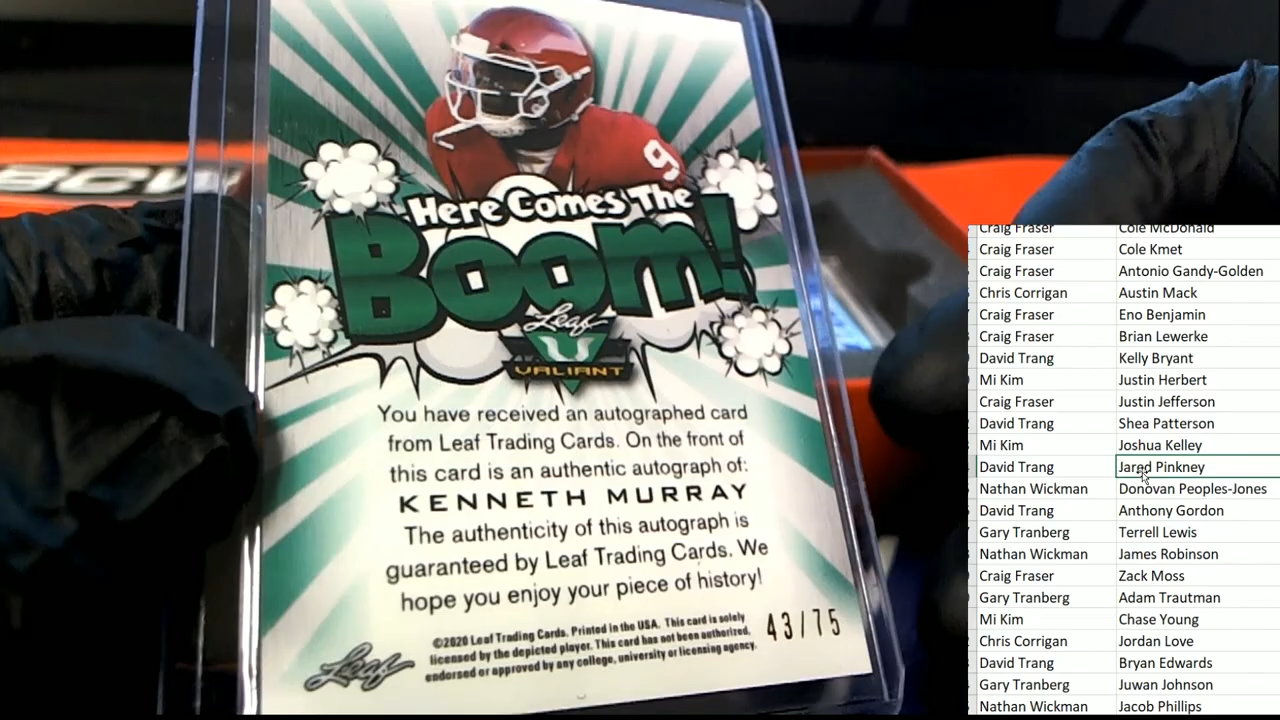 BCW
9
HERE COMES THE
BOOM!
Leaf
VALIANT
You have received an autographed card
from Leaf Trading Cards. On the front of
this card is an authentic autograph of:
KENNETH MURRAY
The authenticity of this autograph is
guaranteed by Leaf Trading Cards. We
hope you enjoy your piece of history!
©2020 Leaf Trading Cards. Printed in the USA. This card is solely
licensed by the depicted player. This card has not been authorized,
endorsed or approved by any college, university or licensing agency.
43/75
Leaf
Craig Fraser Cole McDonald
Craig Fraser Cole Kmet
Craig Fraser Antonio Gandy-Golden
Chris Corrigan Austin Mack
Craig Fraser Eno Benjamin
Craig Fraser Brian Lewerke
David Trang Kelly Bryant
Mi Kim Justin Herbert
Craig Fraser Justin Jefferson
David Trang Shea Patterson
Mi Kim Joshua Kelley
David Trang Jared Pinkney
Nathan Wickman Donovan Peoples-Jones
David Trang Anthony Gordon
Gary Tranberg Terrell Lewis
Nathan Wickman James Robinson
Craig Fraser Zack Moss
Gary Tranberg Adam Trautman
Mi Kim Chase Young
Chris Corrigan Jordan Love
David Trang Bryan Edwards
Gary Tranberg Juwan Johnson
Nathan Wickman Jacob Phillips